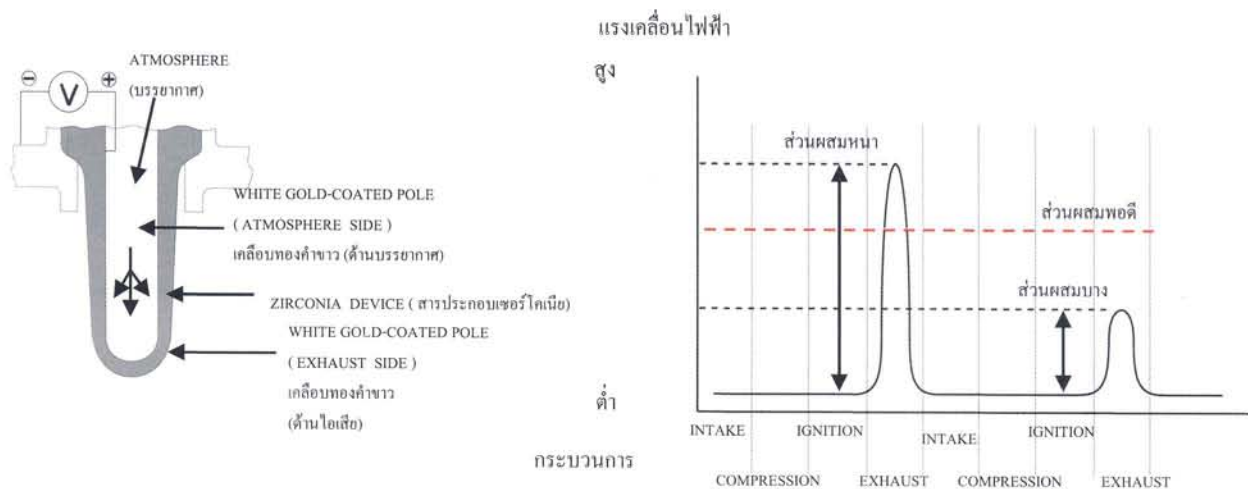 แรงเคลื่อนไฟฟ้า
สูง
ATMOSPHERE
(บรรยากาศ)
⊖ V ⊕
WHITE GOLD-COATED POLE
( ATMOSPHERE SIDE )
เคลือบทองคำขาว (ด้านบรรยากาศ)
ZIRCONIA DEVICE ( สารประกอบเซอร์โคเนีย)
WHITE GOLD-COATED POLE
( EXHAUST SIDE )
เคลือบทองคำขาว
(ด้านไอเสีย)
ส่วนผสมหนา
ส่วนผสมพอดี
ส่วนผสมบาง
ต่ำ
INTAKE IGNITION INTAKE IGNITION
กระบวนการ
COMPRESSION EXHAUST COMPRESSION EXHAUST